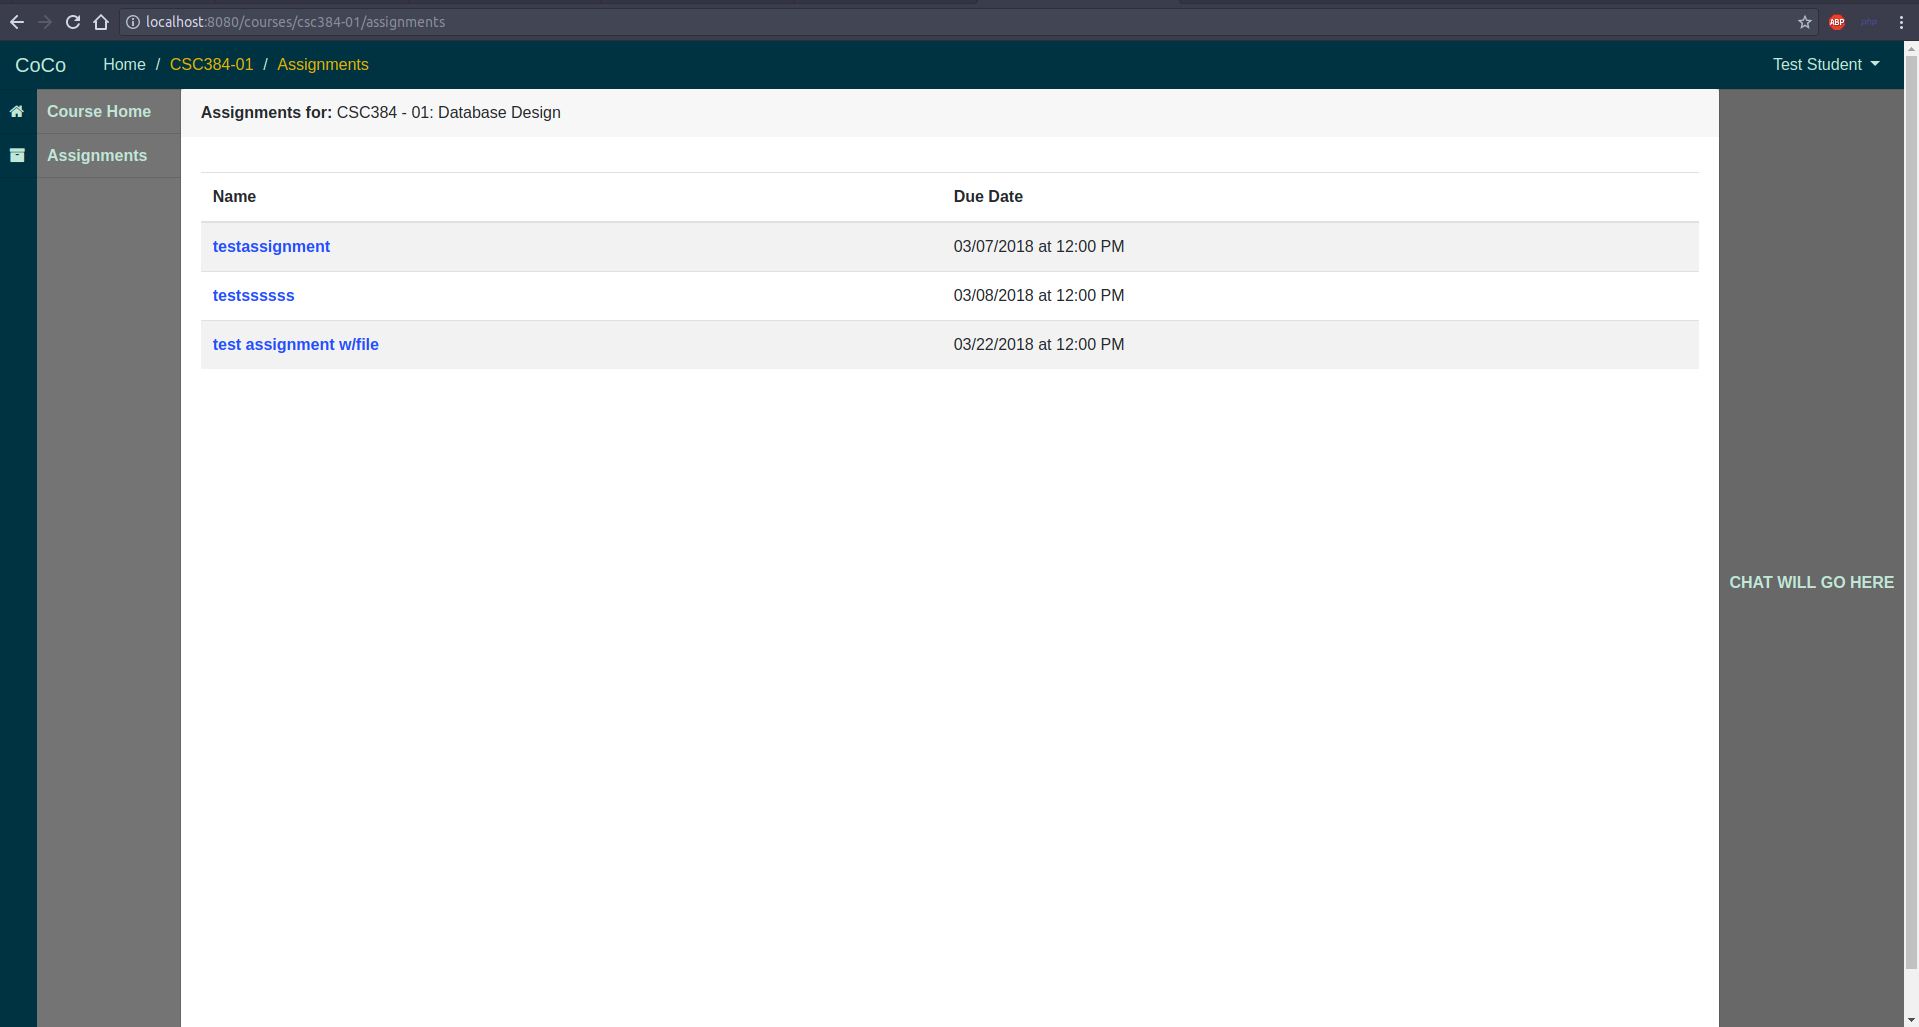 localhost:8080/courses/csc384-01/assignments
ABP
php
CoCo Home / CSC384-01 / Assignments Test Student
Course Home
Assignments
Assignments for: CSC384 - 01: Database Design
Name Due Date
testassignment 03/07/2018 at 12:00 PM
testssssss 03/08/2018 at 12:00 PM
test assignment w/file 03/22/2018 at 12:00 PM
CHAT WILL GO HERE